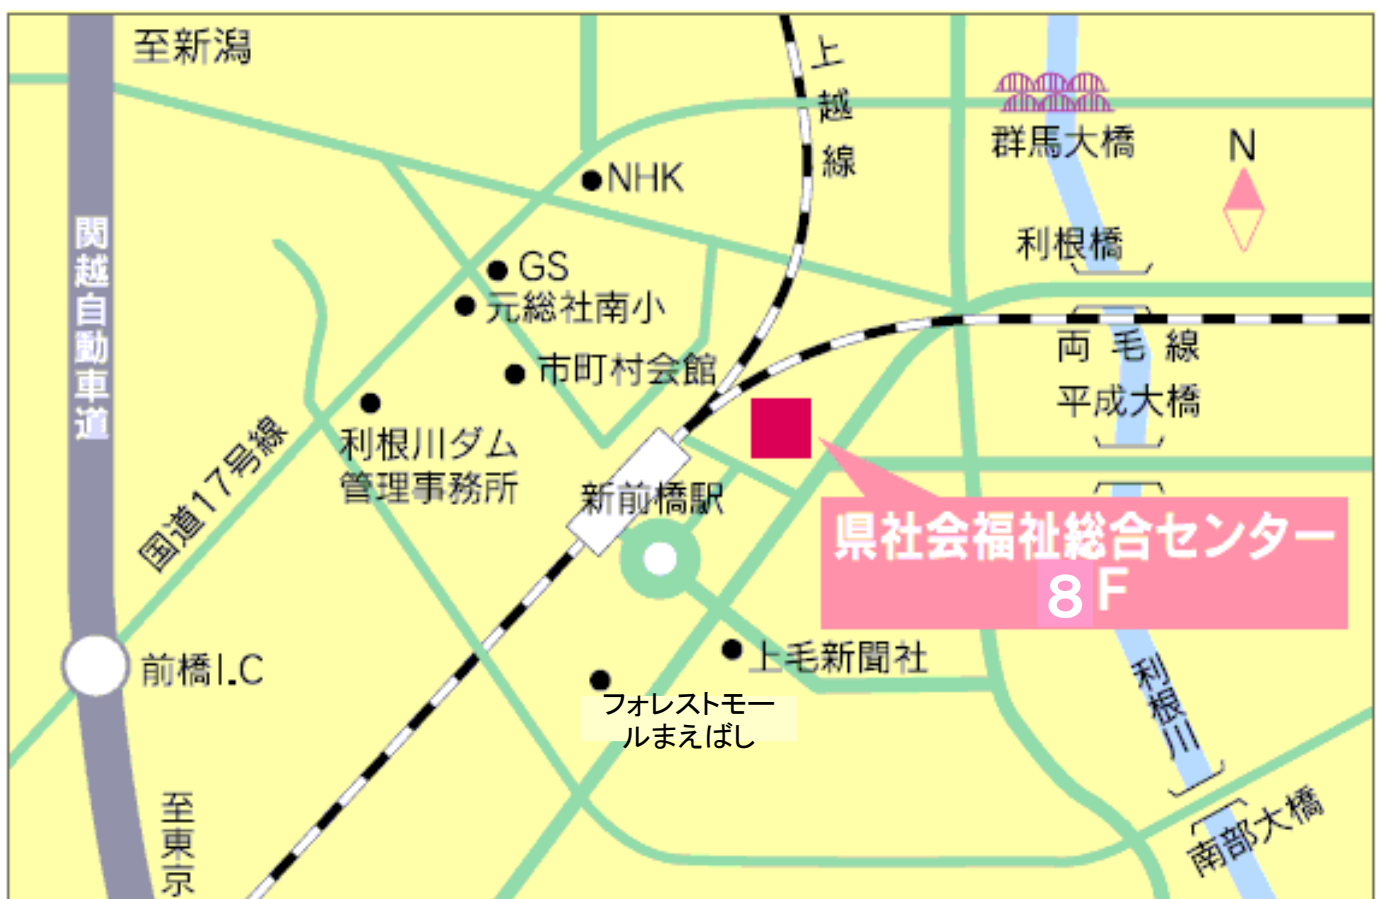 至新潟
上越線
群馬大橋
N
NHK
利根橋
関越自動車道
GS
元総社南小
両毛線
市町村会館
平成大橋
利根川ダム
管理事務所
国道17号線
新前橋駅
県社会福祉総合センター
8F
前橋I.C
上毛新聞社
フォレストモー
ルまえばし
利根川
至東京
南部大橋